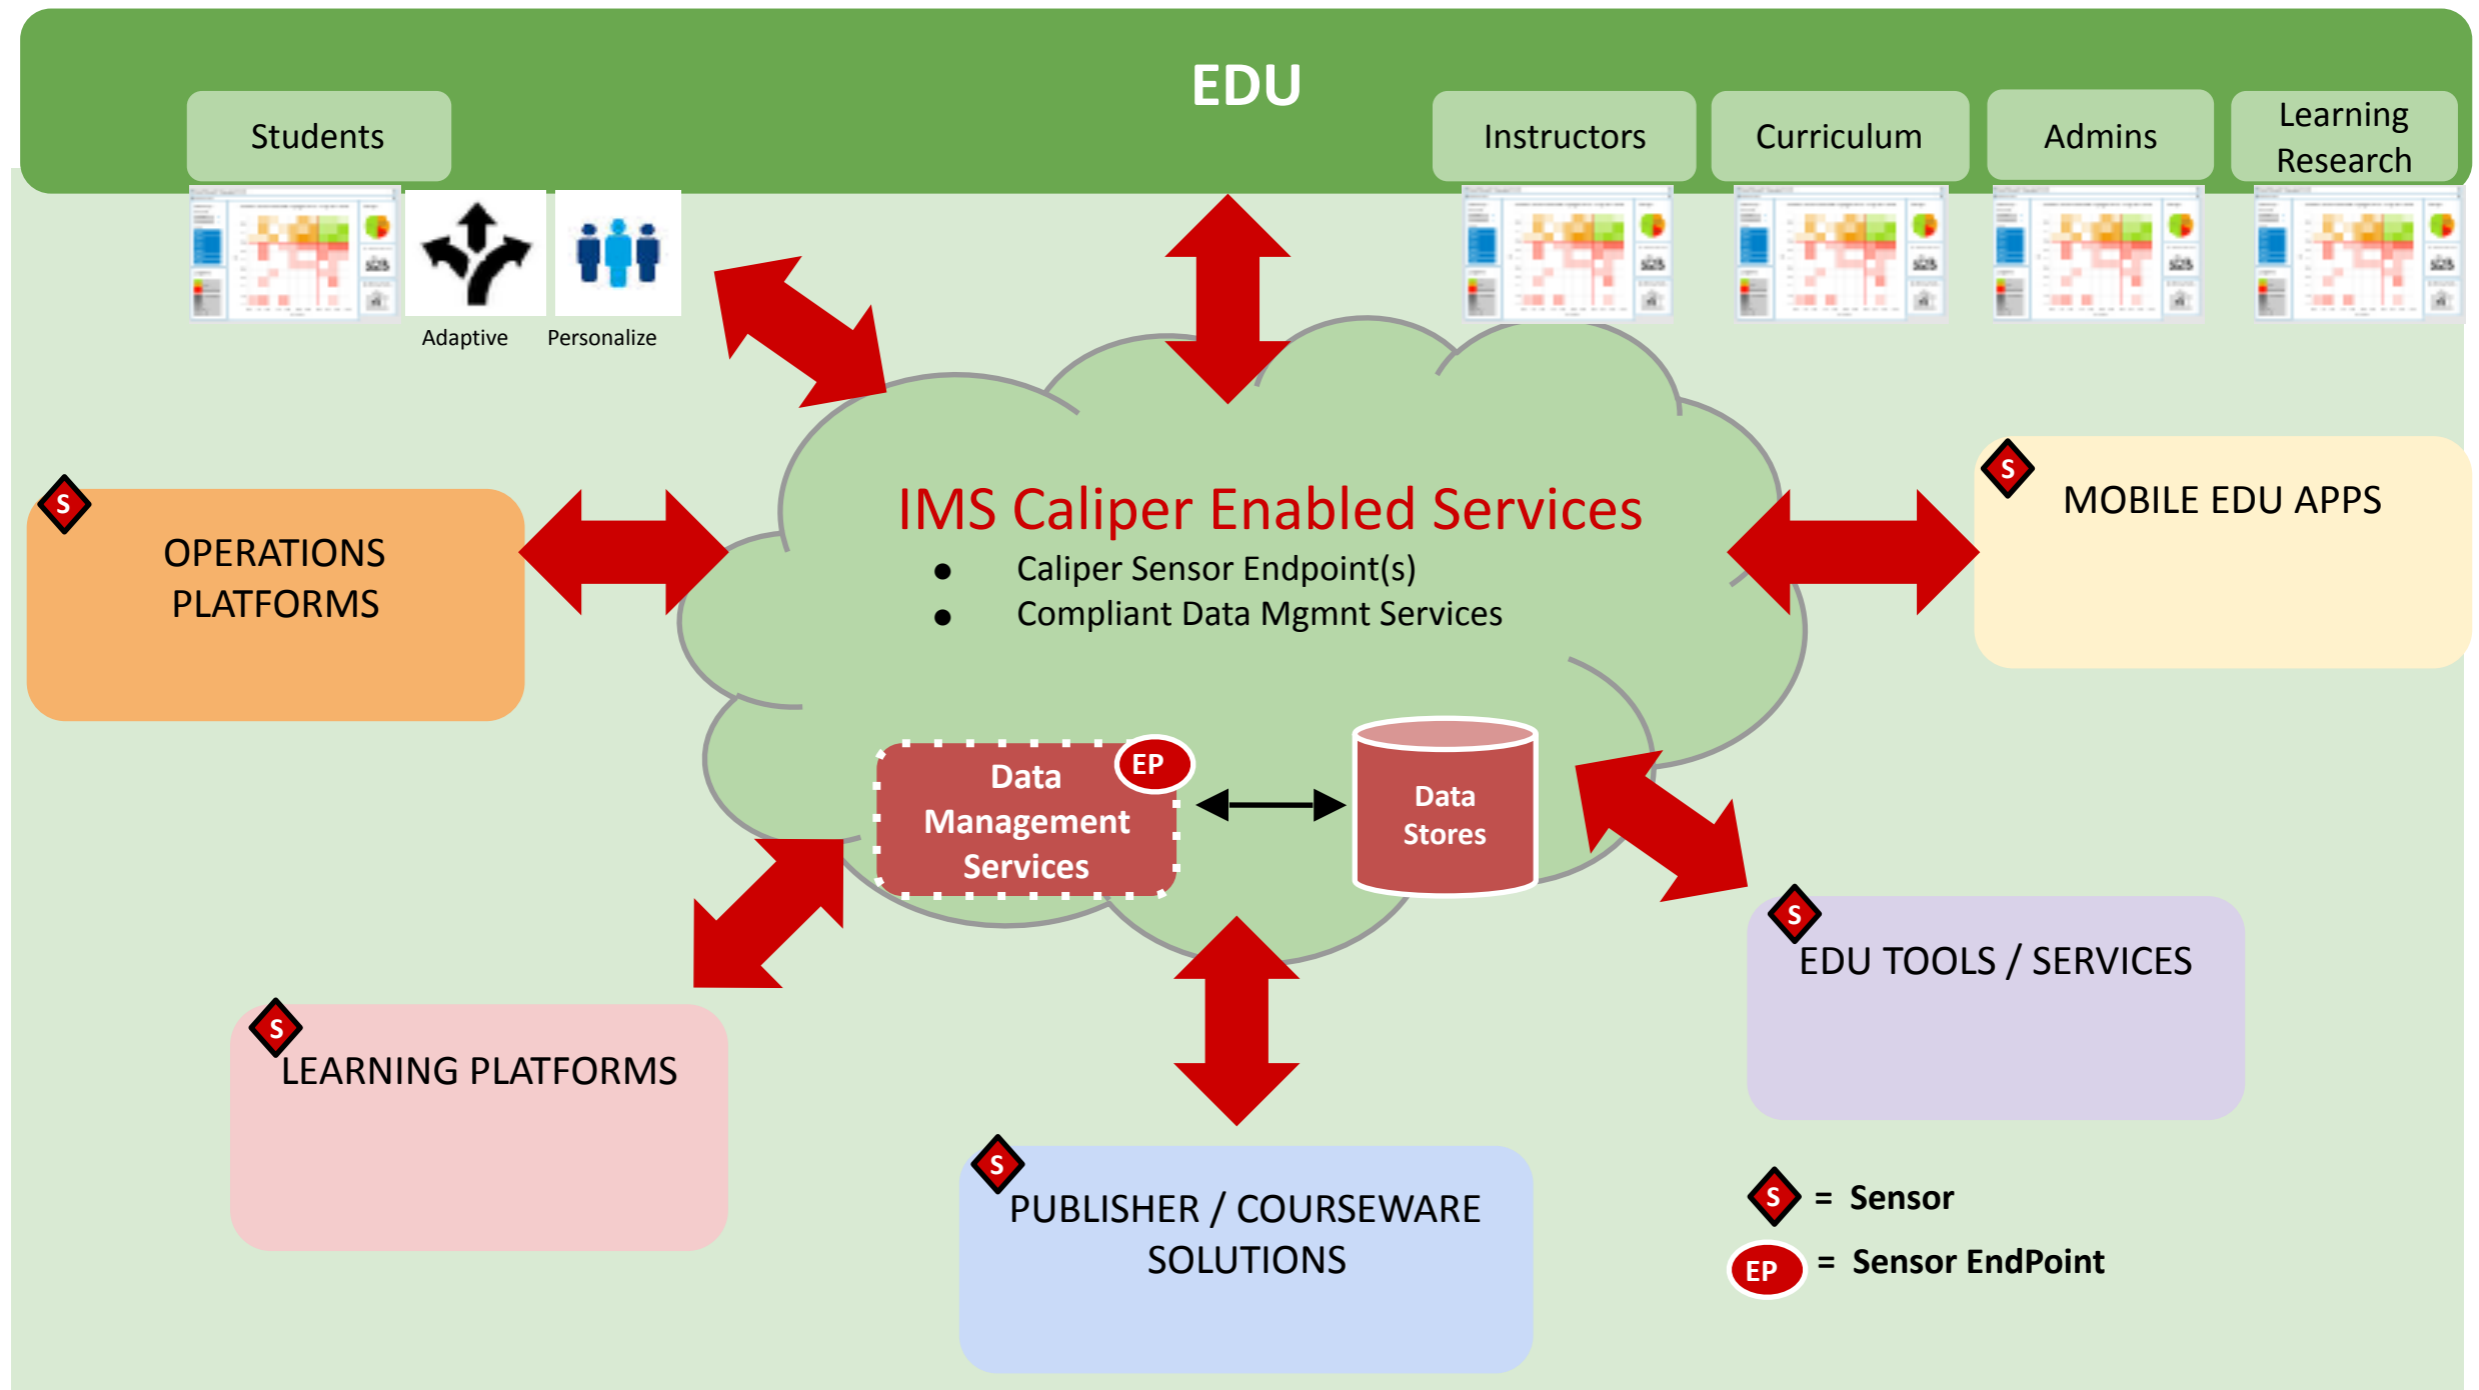 EDU
Students
Instructors
Curriculum
Admins
Learning
Research
Adaptive
Personalize
IMS Caliper Enabled Services
● Caliper Sensor Endpoint(s)
● Compliant Data Mgmnt Services
S
OPERATIONS
PLATFORMS
S
MOBILE EDU APPS
Data
Management
Services
EP
Data
Stores
S
EDU TOOLS / SERVICES
S
LEARNING PLATFORMS
S
PUBLISHER / COURSEWARE
SOLUTIONS
S = Sensor
EP = Sensor EndPoint